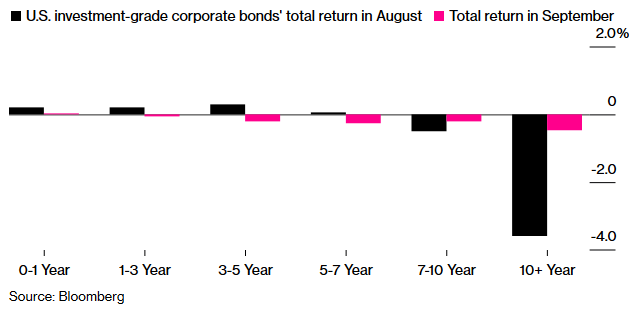 U.S. investment-grade corporate bonds' total return in August Total return in September
2.0%
0
-2.0
-4.0
0-1 Year 1-3 Year 3-5 Year 5-7 Year 7-10 Year 10+ Year
Source: Bloomberg